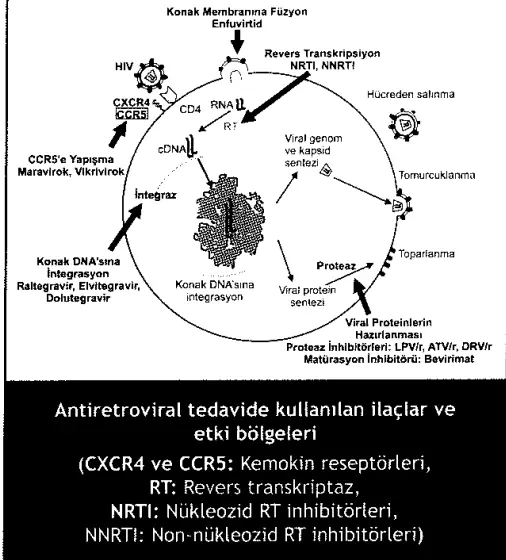 Konak Membranına Füzyon
Enfuvirtid
Revers Transkripsiyon
NRTI, NNRTI
HIV
CXCR4
CCR5
CD4
RNA
RT
cDNA
Hücreden salınma
Viral genom
ve kapsid
sentezi
CCR5'e Yapışma
Maravirok, Vikrivirok
Tomurcuklanma
İntegraz
Toparlanma
Konak DNA'sına
İntegrasyon
Raltegravir, Elvitegravir,
Dolutegravir
Konak DNA'sına
integrasyon
Proteaz
Viral protein
sentezi
Viral Proteinlerin
Hazırlanması
Proteaz İnhibitörleri: LPV/r, ATV/r, DRV/r
Matürasyon İnhibitörü: Bevirimat
Antiretroviral tedavide kullanılan ilaçlar ve
etki bölgeleri
(CXCR4 ve CCR5: Kemokin reseptörleri,
RT: Revers transkriptaz,
NRTI: Nükleozid RT inhibitörleri,
NNRTI: Non-nükleozid RT inhibitörleri)